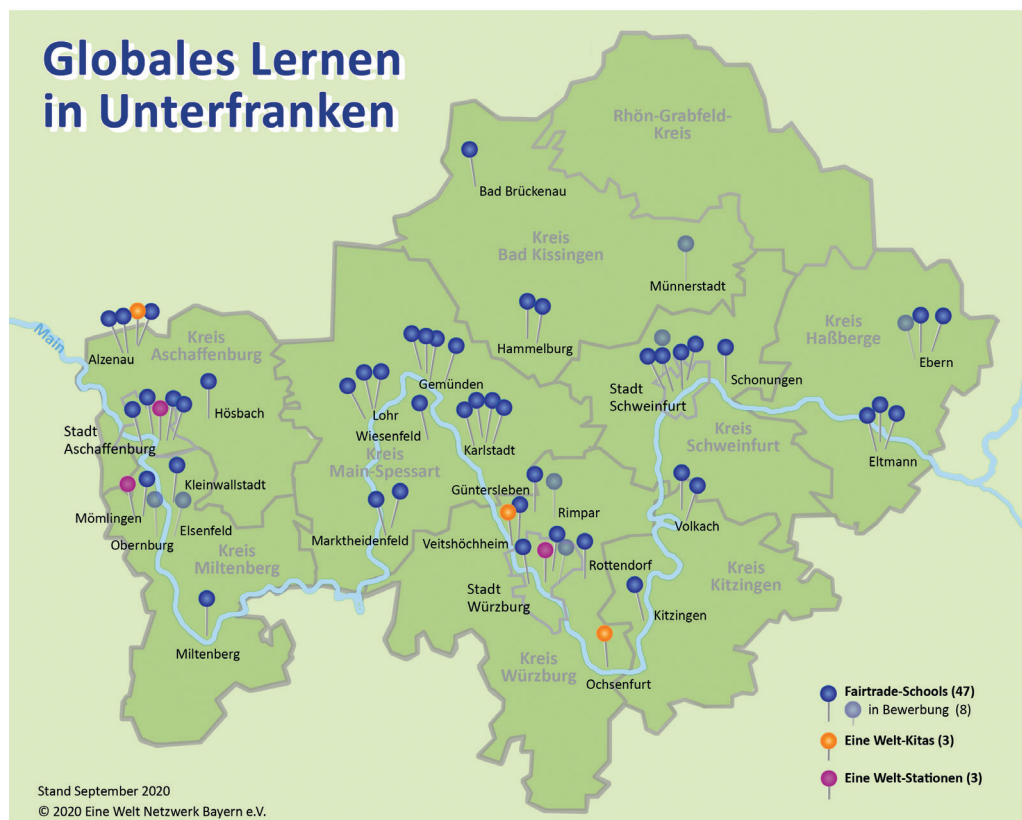 Globales Lernen
in Unterfranken
Rhön-Grabfeld-
Kreis
Bad Brückenau
Kreis
Bad Kissingen
Münnerstadt
Main
Alzenau
Kreis
Aschaffenburg
Hammelburg
Kreis
Haßberge
Ebern
Gemünden
Hösbach
Lohr
Wiesenfeld
Stadt
Schweinfurt
Schonungen
Stadt
Aschaffenburg
Karlstadt
Kreis
Main-Spessart
Kreis
Schweinfurt
Eltmann
Kleinwallstadt
Güntersleben
Mömlingen
Elsenfeld
Rimpar
Volkach
Obernburg
Marktheidenfeld
Veitshöchheim
Kreis
Miltenberg
Rottendorf
Kreis
Kitzingen
Stadt
Würzburg
Kitzingen
Miltenberg
Kreis
Würzburg
Ochsenfurt
Fairtrade-Schools (47)
in Bewerbung (8)
Eine Welt-Kitas (3)
Eine Welt-Stationen (3)
Stand September 2020
© 2020 Eine Welt Netzwerk Bayern e.V.